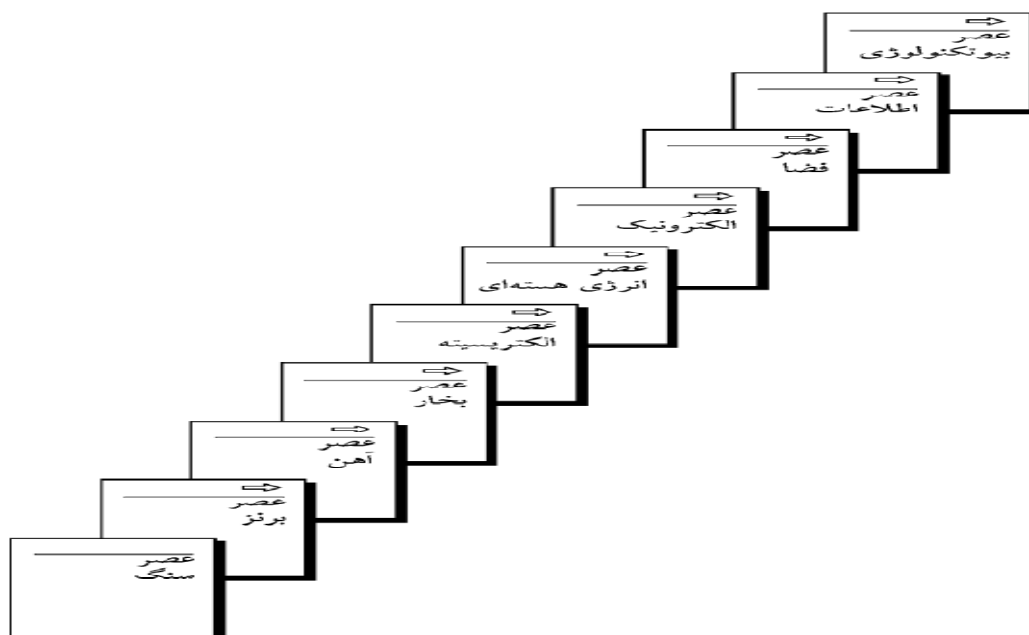 عصر
بیوتکنولوژی
عصر
اطلاعات
عصر
فضا
عصر
الکترونیک
عصر
انرژی هسته‌ای
عصر
الکتریسیته
عصر
بخار
عصر
آهن
عصر
برنز
عصر
سنگ